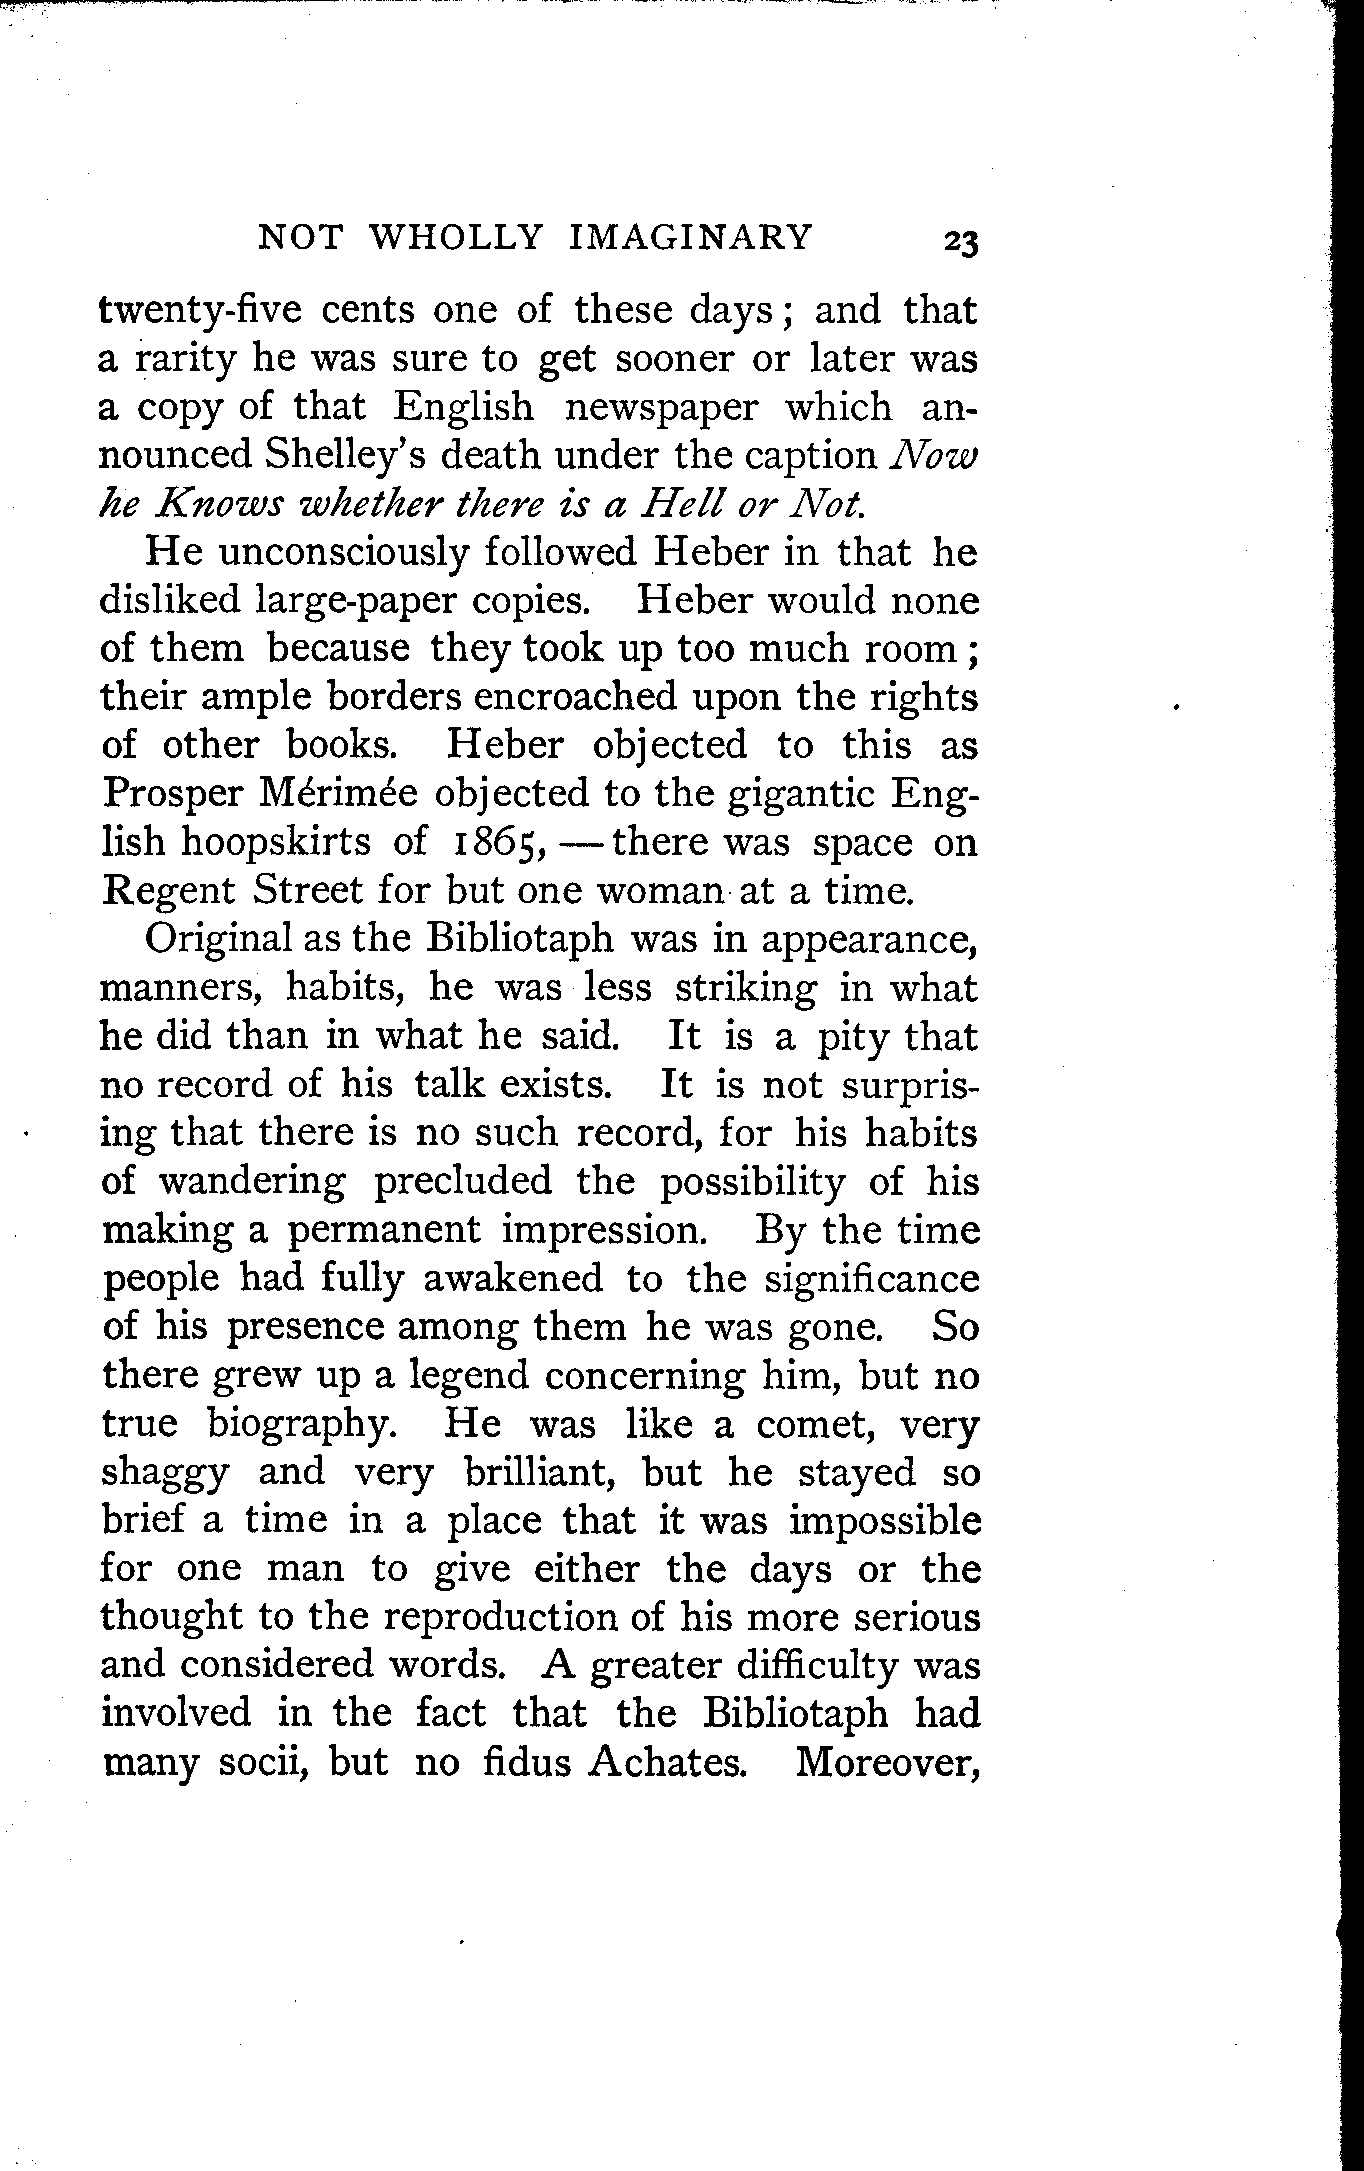 NOT WHOLLY IMAGINARY 23
twenty-five cents one of these days; and that
a rarity he was sure to get sooner or later was
a copy of that English newspaper which an-
nounced Shelley's death under the caption Now
he Knows whether there is a Hell or Not.
He unconsciously followed Heber in that he
disliked large-paper copies. Heber would none
of them because they took up too much room;
their ample borders encroached upon the rights
of other books. Heber objected to this as
Prosper Mérimée objected to the gigantic Eng-
lish hoopskirts of 1865, — there was space on
Regent Street for but one woman at a time.
Original as the Bibliotaph was in appearance,
manners, habits, he was less striking in what
he did than in what he said. It is a pity that
no record of his talk exists. It is not surpris-
ing that there is no such record, for his habits
of wandering precluded the possibility of his
making a permanent impression. By the time
people had fully awakened to the significance
of his presence among them he was gone. So
there grew up a legend concerning him, but no
true biography. He was like a comet, very
shaggy and very brilliant, but he stayed so
brief a time in a place that it was impossible
for one man to give either the days or the
thought to the reproduction of his more serious
and considered words. A greater difficulty was
involved in the fact that the Bibliotaph had
many socii, but no fidus Achates. Moreover,